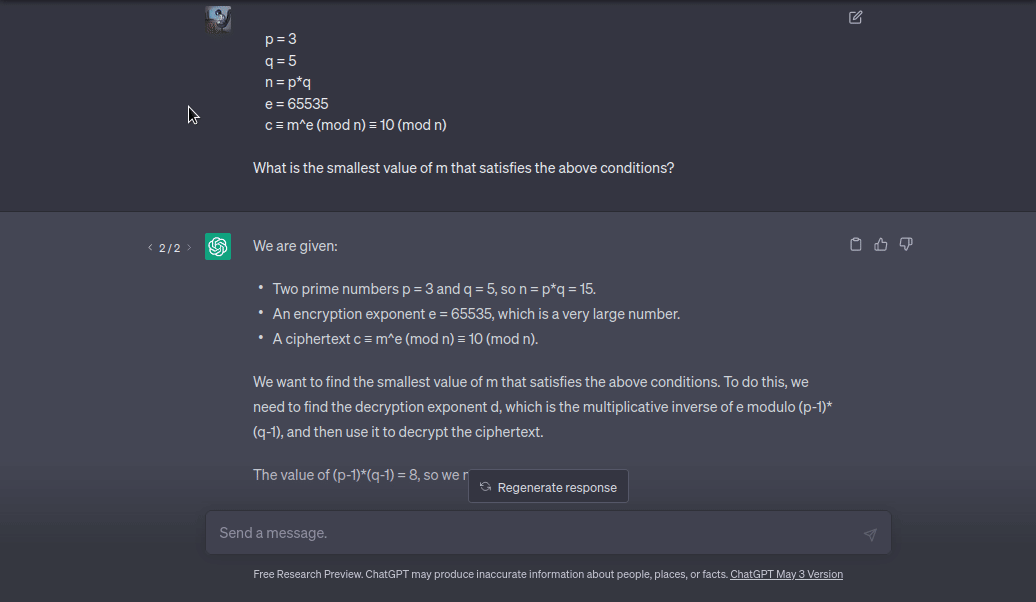 p = 3
q = 5
n = p*q
e = 65535
c ≡ m^e (mod n) ≡ 10 (mod n)
What is the smallest value of m that satisfies the above conditions?
< 2 / 2 >
We are given:
• Two prime numbers p = 3 and q = 5, so n = p*q = 15.
• An encryption exponent e = 65535, which is a very large number.
• A ciphertext c ≡ m^e (mod n) ≡ 10 (mod n).
We want to find the smallest value of m that satisfies the above conditions. To do this, we
need to find the decryption exponent d, which is the multiplicative inverse of e modulo (p-1)*
(q-1), and then use it to decrypt the ciphertext.
The value of (p-1)*(q-1) = 8, so we
Regenerate response
Send a message.
Free Research Preview. ChatGPT may produce inaccurate information about people, places, or facts. ChatGPT May 3 Version